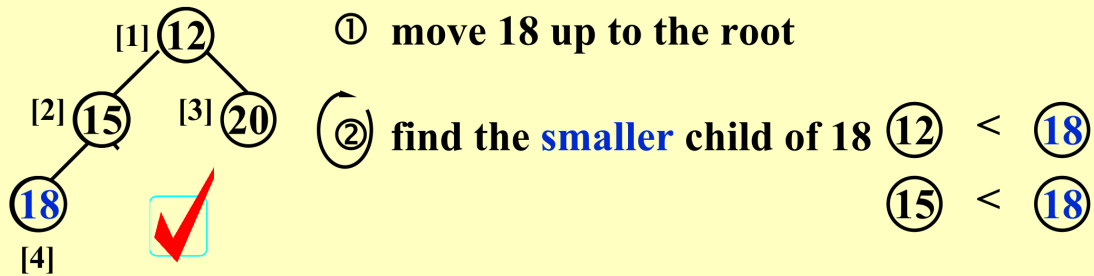 [1] 12
① move 18 up to the root
[2] 15 [3] 20
② find the smaller child of 18 12 < 18
18
15 < 18
[4]